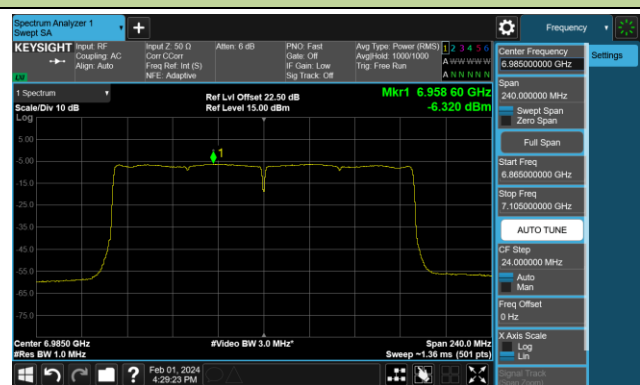 Spectrum Analyzer 1
Swept SA
+
Frequency
KEYSIGHT
Input: RF
Coupling: AC
Align: Auto
Input Z: 50 Ω
Corr CCorr
Freq Ref: Int (S)
NFE: Adaptive
Atten: 6 dB
PNO: Fast
Gate: Off
IF Gain: Low
Sig Track: Off
Avg Type: Power (RMS)
Avg|Hold: 1000/1000
Trig: Free Run
1 2 3 4 5 6
A W W W W W
A N N N N N
LW
1 Spectrum
Scale/Div 10 dB
Log
Ref Lvl Offset 22.50 dB
Ref Level 15.00 dBm
Mkr1 6.958 60 GHz
-6.320 dBm
5.00
-5.00
-15.0
-25.0
-35.0
-45.0
-55.0
-65.0
-75.0
1
Center 6.9850 GHz
#Res BW 1.0 MHz
#Video BW 3.0 MHz*
Span 240.0 MHz
Sweep ~1.36 ms (501 pts)
Center Frequency
6.985000000 GHz
Span
240.000000 MHz
Swept Span
Zero Span
Full Span
Start Freq
6.865000000 GHz
Stop Freq
7.105000000 GHz
AUTO TUNE
CF Step
24.000000 MHz
Auto
Man
Freq Offset
0 Hz
X Axis Scale
Log
Lin
Signal Track
(Span Zoom)
Settings
?
Feb 01, 2024
4:29:23 PM